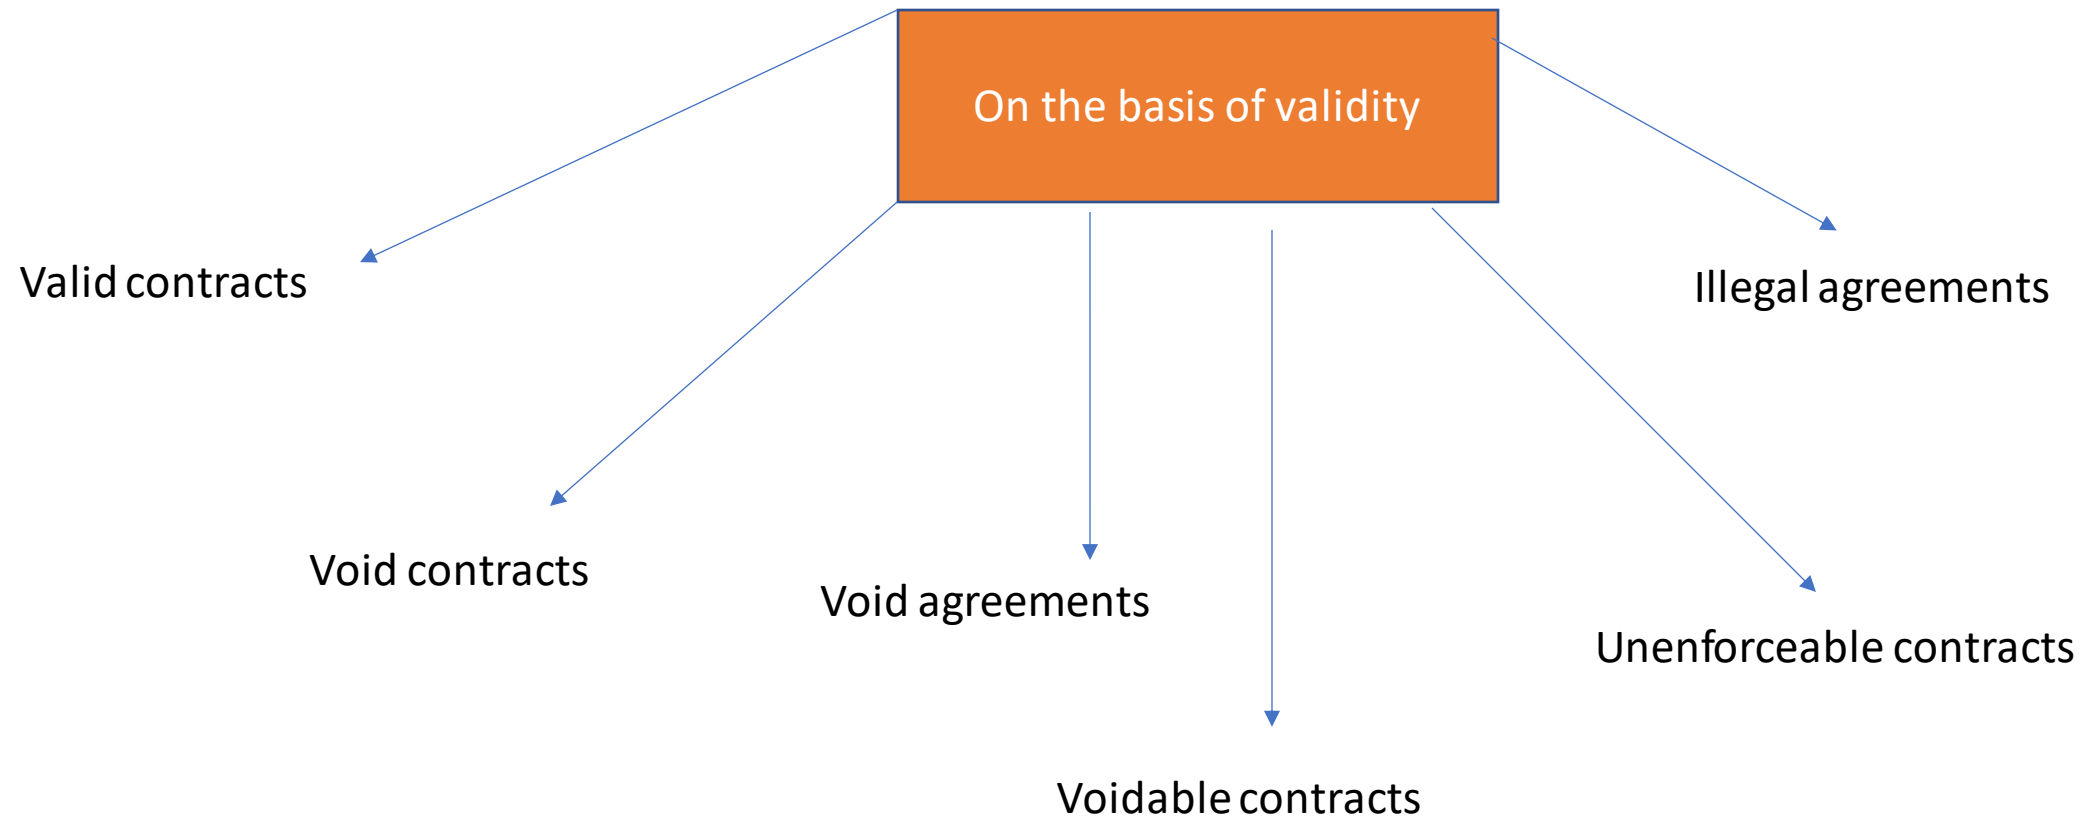 On the basis of validity
Valid contracts
Illegal agreements
Void contracts
Void agreements
Unenforceable contracts
Voidable contracts